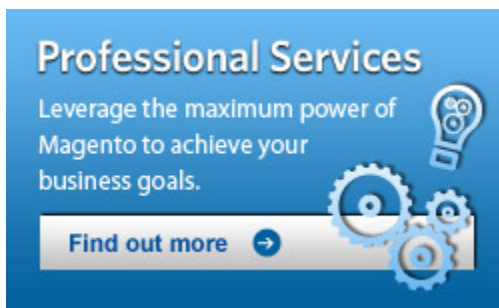 Professional Services
Leverage the maximum power of
Magento to achieve your
business goals.
Find out more